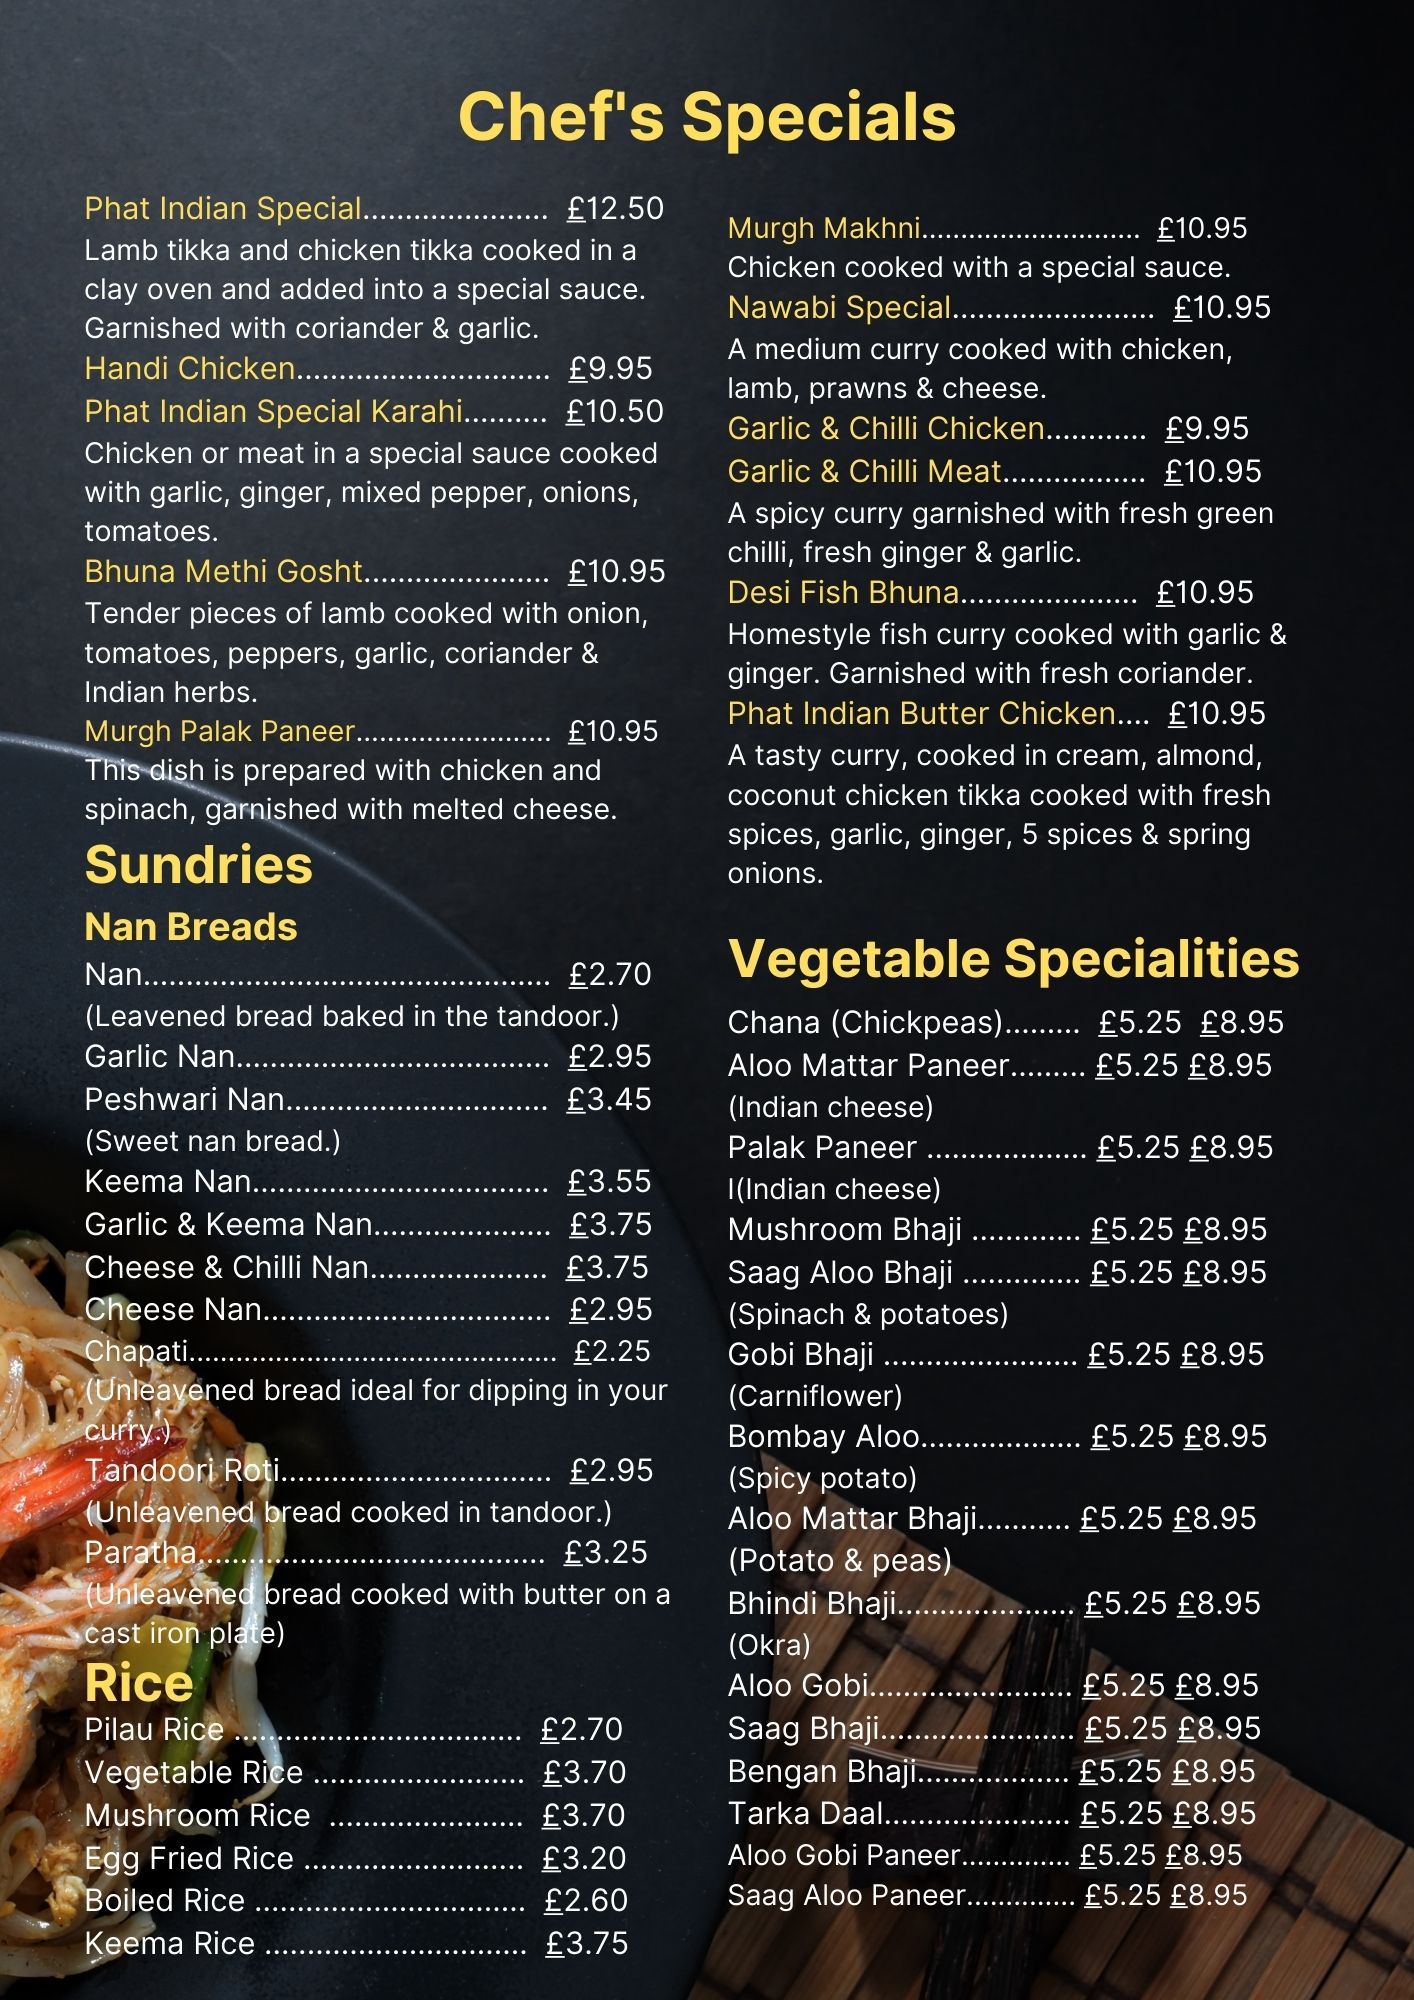 Chef's Specials
Phat Indian Special...................... £12.50
Lamb tikka and chicken tikka cooked in a
clay oven and added into a special sauce.
Garnished with coriander & garlic.
Handi Chicken.............................. £9.95
Phat Indian Special Karahi.......... £10.50
Chicken or meat in a special sauce cooked
with garlic, ginger, mixed pepper, onions,
tomatoes.
Bhuna Methi Gosht...................... £10.95
Tender pieces of lamb cooked with onion,
tomatoes, peppers, garlic, coriander &
Indian herbs.
Murgh Palak Paneer......................... £10.95
This dish is prepared with chicken and
spinach, garnished with melted cheese.
Sundries
Nan Breads
Nan................................................ £2.70
(Leavened bread baked in the tandoor.)
Garlic Nan..................................... £2.95
Peshwari Nan............................... £3.45
(Sweet nan bread.)
Keema Nan................................... £3.55
Garlic & Keema Nan..................... £3.75
Cheese & Chilli Nan..................... £3.75
Cheese Nan.................................. £2.95
Chapati............................................... £2.25
(Unleavened bread ideal for dipping in your
curry.)
Tandoori Roti................................ £2.95
(Unleavened bread cooked in tandoor.)
Paratha......................................... £3.25
(Unleavened bread cooked with butter on a
cast iron plate)
Rice
Pilau Rice .................................. £2.70
Vegetable Rice ......................... £3.70
Mushroom Rice ....................... £3.70
Egg Fried Rice .......................... £3.20
Boiled Rice ................................ £2.60
Keema Rice ............................... £3.75
Murgh Makhni............................ £10.95
Chicken cooked with a special sauce.
Nawabi Special........................ £10.95
A medium curry cooked with chicken,
lamb, prawns & cheese.
Garlic & Chilli Chicken............ £9.95
Garlic & Chilli Meat................. £10.95
A spicy curry garnished with fresh green
chilli, fresh ginger & garlic.
Desi Fish Bhuna..................... £10.95
Homestyle fish curry cooked with garlic &
ginger. Garnished with fresh coriander.
Phat Indian Butter Chicken.... £10.95
A tasty curry, cooked in cream, almond,
coconut chicken tikka cooked with fresh
spices, garlic, ginger, 5 spices & spring
onions.
Vegetable Specialities
Chana (Chickpeas)......... £5.25 £8.95
Aloo Mattar Paneer......... £5.25 £8.95
(Indian cheese)
Palak Paneer ................... £5.25 £8.95
I(Indian cheese)
Mushroom Bhaji ............. £5.25 £8.95
Saag Aloo Bhaji .............. £5.25 £8.95
(Spinach & potatoes)
Gobi Bhaji ....................... £5.25 £8.95
(Carniflower)
Bombay Aloo................... £5.25 £8.95
(Spicy potato)
Aloo Mattar Bhaji........... £5.25 £8.95
(Potato & peas)
Bhindi Bhaji..................... £5.25 £8.95
(Okra)
Aloo Gobi........................ £5.25 £8.95
Saag Bhaji....................... £5.25 £8.95
Bengan Bhaji.................. £5.25 £8.95
Tarka Daal...................... £5.25 £8.95
Aloo Gobi Paneer.............. £5.25 £8.95
Saag Aloo Paneer.............. £5.25 £8.95